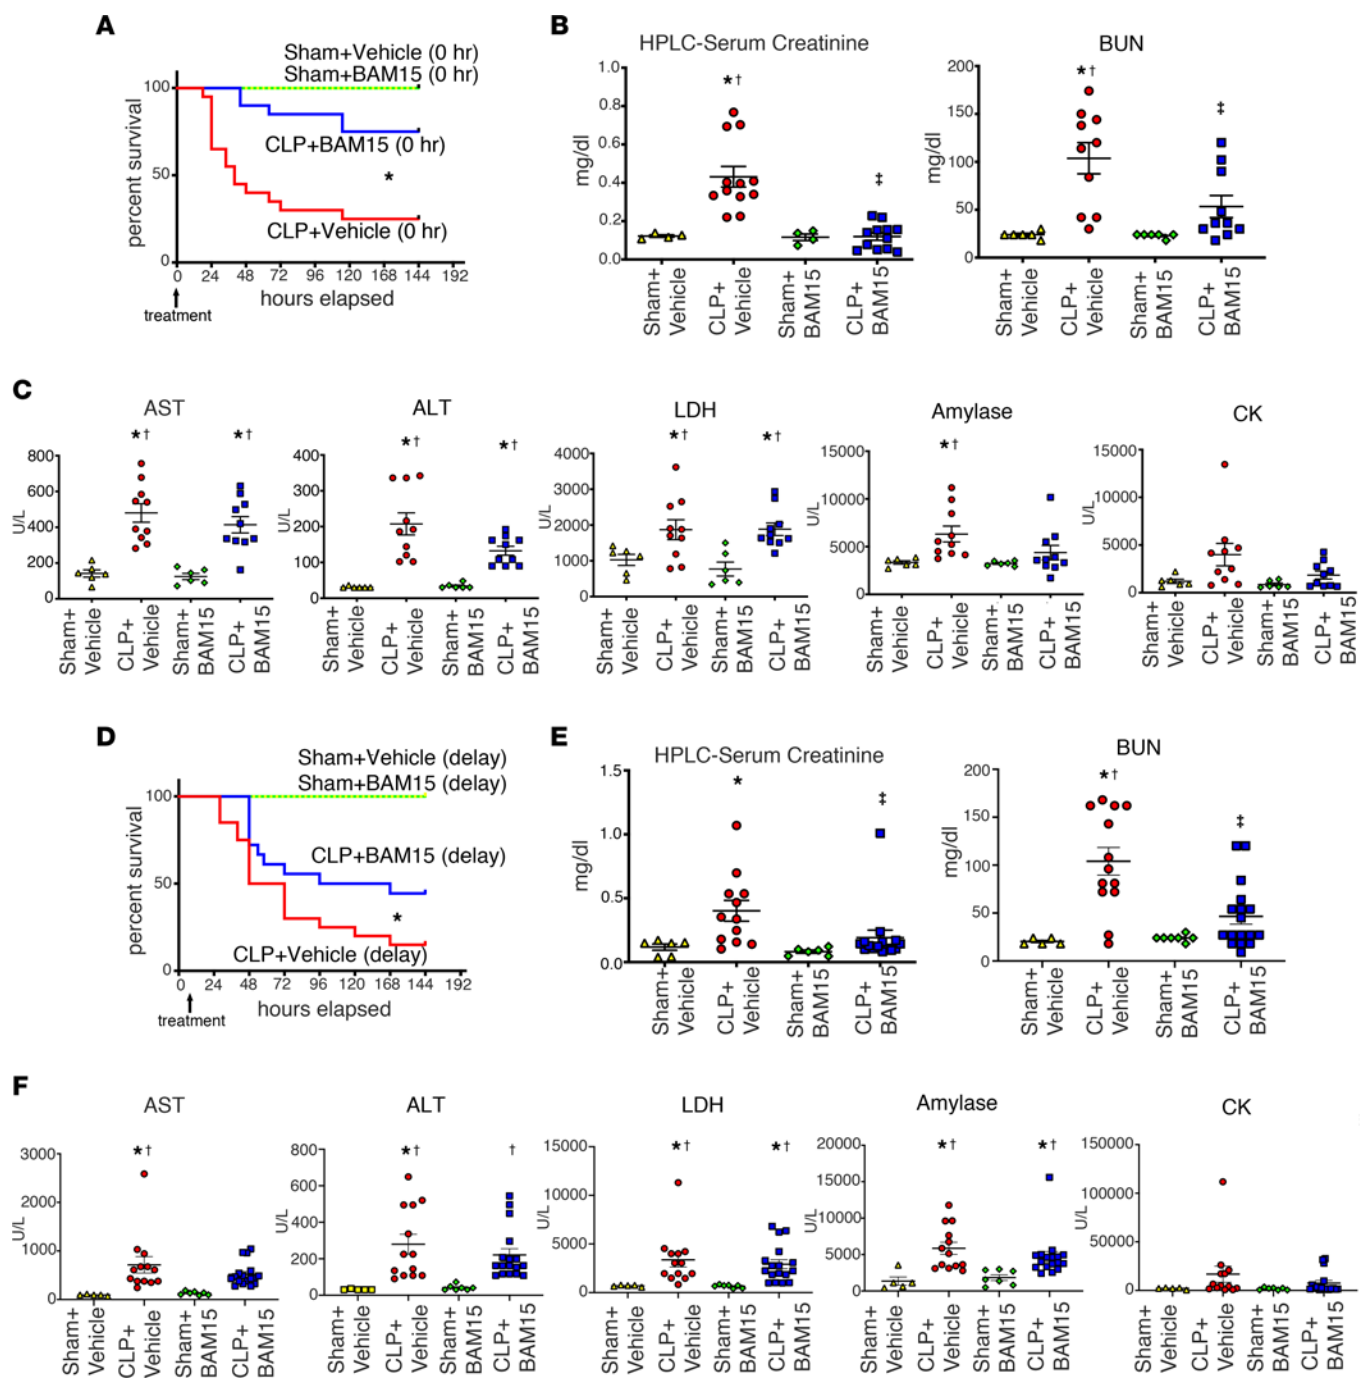 A
Sham+Vehicle (0 hr)
Sham+BAM15 (0 hr)
percent survival
100
50
0
CLP+BAM15 (0 hr)
*
CLP+Vehicle (0 hr)
0 24 48 72 96 120 168 144 192
hours elapsed
treatment
B
HPLC-Serum Creatinine
mg/dl
1.0
0.8
0.6
0.4
0.2
0.0
*†
‡
Sham+ Vehicle
CLP+ Vehicle
Sham+ BAM15
CLP+ BAM15
BUN
mg/dl
200
150
100
50
0
*†
‡
Sham+ Vehicle
CLP+ Vehicle
Sham+ BAM15
CLP+ BAM15
C
AST
U/L
800
600
400
200
0
*† *†
Sham+ Vehicle
CLP+ Vehicle
Sham+ BAM15
CLP+ BAM15
ALT
U/L
400
300
200
100
0
*† *†
Sham+ Vehicle
CLP+ Vehicle
Sham+ BAM15
CLP+ BAM15
LDH
U/L
4000
3000
2000
1000
0
*† *†
Sham+ Vehicle
CLP+ Vehicle
Sham+ BAM15
CLP+ BAM15
Amylase
U/L
15000
10000
5000
0
*†
Sham+ Vehicle
CLP+ Vehicle
Sham+ BAM15
CLP+ BAM15
CK
15000
10000
5000
0
Sham+ Vehicle
CLP+ Vehicle
Sham+ BAM15
CLP+ BAM15
D
Sham+Vehicle (delay)
Sham+BAM15 (delay)
percent survival
100
50
0
CLP+BAM15 (delay)
*
CLP+Vehicle (delay)
0 24 48 72 96 120 168 144 192
hours elapsed
treatment
E
HPLC-Serum Creatinine
mg/dl
1.5
1.0
0.5
0.0
*
‡
Sham+ Vehicle
CLP+ Vehicle
Sham+ BAM15
CLP+ BAM15
BUN
mg/dl
200
150
100
50
0
*†
‡
Sham+ Vehicle
CLP+ Vehicle
Sham+ BAM15
CLP+ BAM15
F
AST
U/L
3000
2000
1000
0
*†
Sham+ Vehicle
CLP+ Vehicle
Sham+ BAM15
CLP+ BAM15
ALT
U/L
800
600
400
200
0
*† †
Sham+ Vehicle
CLP+ Vehicle
Sham+ BAM15
CLP+ BAM15
LDH
U/L
15000
10000
5000
0
*† *†
Sham+ Vehicle
CLP+ Vehicle
Sham+ BAM15
CLP+ BAM15
Amylase
U/L
20000
15000
10000
5000
0
*† *†
Sham+ Vehicle
CLP+ Vehicle
Sham+ BAM15
CLP+ BAM15
CK
150000
100000
50000
0
Sham+ Vehicle
CLP+ Vehicle
Sham+ BAM15
CLP+ BAM15